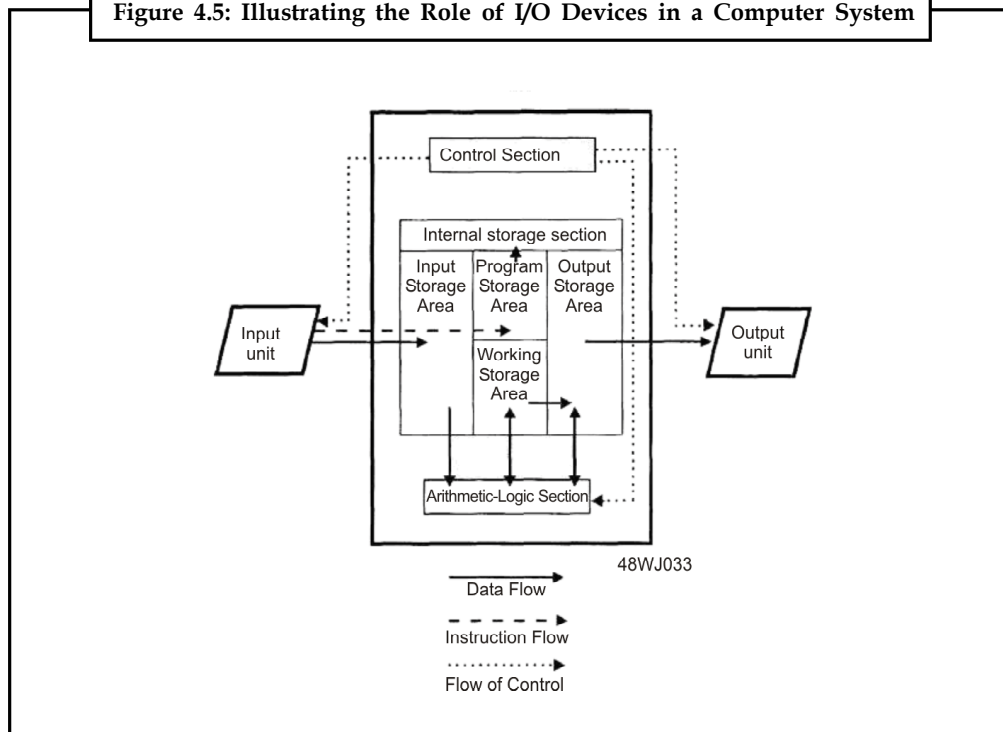 Figure 4.5: Illustrating the Role of I/O Devices in a Computer System
Control Section
Internal storage section
Input
Storage
Area
Program
Storage
Area
Output
Storage
Area
Input
unit
Working
Storage
Area
Output
unit
Arithmetic-Logic Section
48WJ033
Data Flow
Instruction Flow
Flow of Control